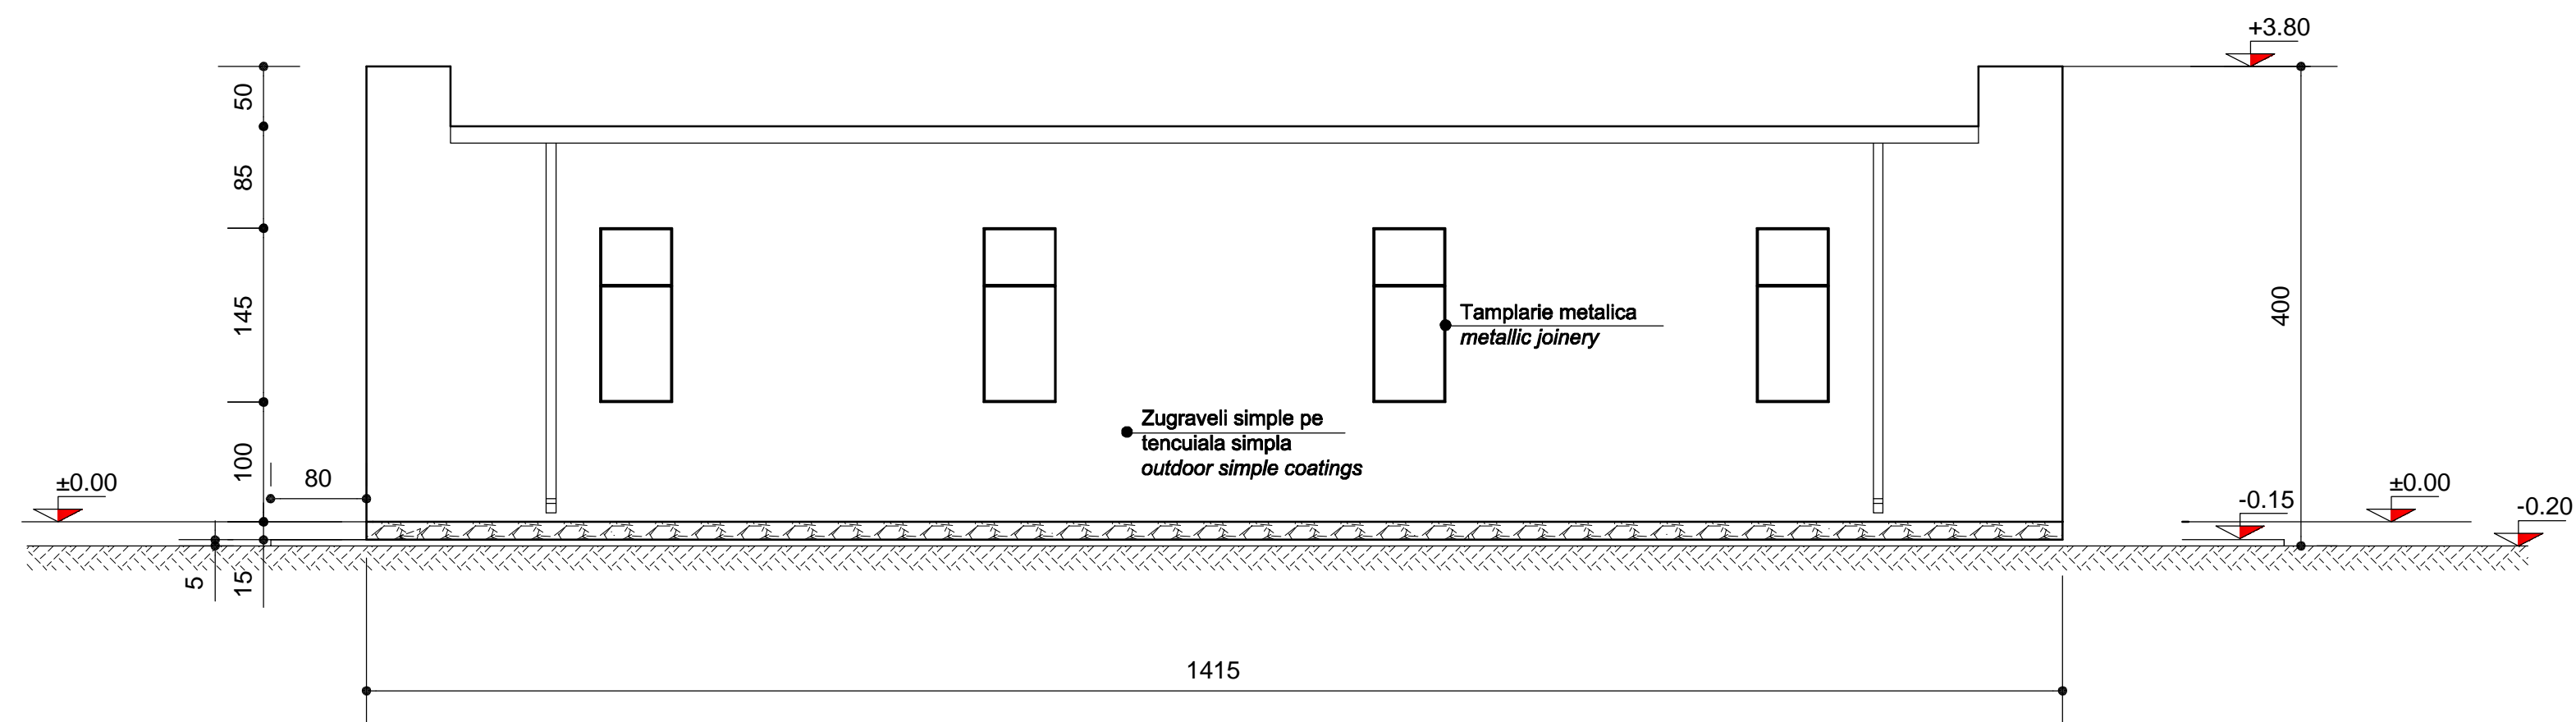 +3.80
50
85
145
400
Tamplarie metalica
metallic joinery
Zugraveli simple pe
tencuiala simpla
outdoor simple coatings
100
80
±0.00
-0.15
±0.00
-0.20
5
15
1415